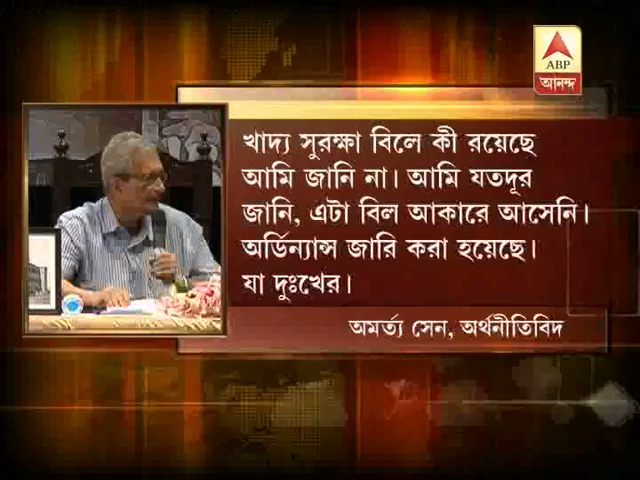 ABP
আনন্দ
খাদ্য সুরক্ষা বিলে কী রয়েছে
আমি জানি না। আমি যতদূর
জানি, এটা বিল আকারে আসেনি।
অর্ডিন্যান্স জারি করা হয়েছে।
যা দুঃখের।
অমর্ত্য সেন, অর্থনীতিবিদ